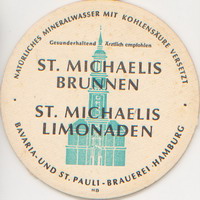 NATÜRLICHES MINERALWASSER MIT KOHLENSÄURE VERSETZT
Gesunderhaltend Ärztlich empfohlen
ST. MICHAELIS
BRUNNEN
ST. MICHAELIS
LIMONADEN
BAVARIA- UND ST. PAULI - BRAUEREI · HAMBURG